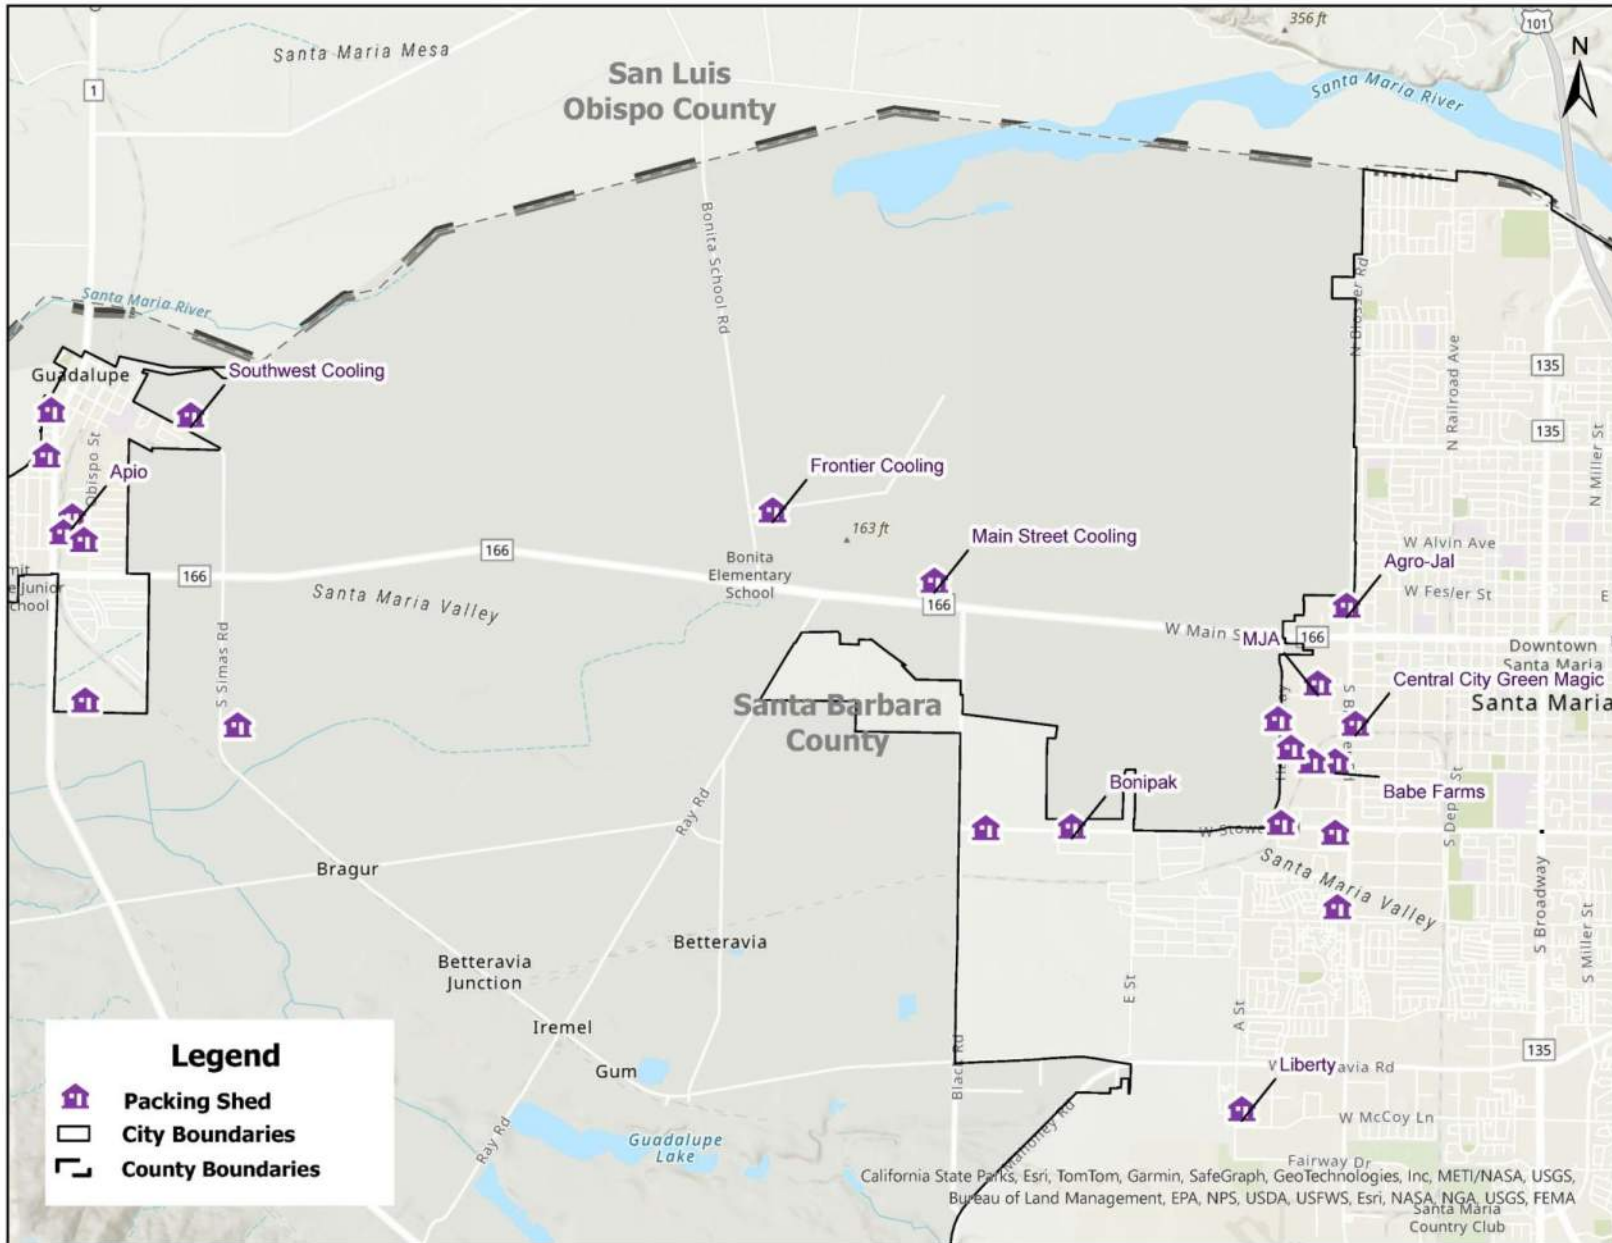 356 ft
101
N
Santa Maria Mesa
San Luis
Obispo County
Santa Maria River
1
Bonita School Rd
N Blosser Rd
Santa Maria River
Guadalupe
Southwest Cooling
N Railroad Ave
135
135
N Miller St
Obispo St
Apio
Frontier Cooling
163 ft
Main Street Cooling
W Alvin Ave
Agro-Jal
166
166
Bonita
Elementary
School
Junior
166
W Fesler St
E
Santa Maria Valley
W Main S
MJA
166
Downtown
Santa Maria
S Simas Rd
Central City Green Magic
Santa Maria
Santa Barbara
County
Bonipak
Babe Farms
Ray Rd
W Stowe
S Dep
St
Santa Maria Valley
Bragur
S Broadway
S Miller St
Betteravia
Betteravia
Junction
E St
A St
Iremel
Gum
Black Rd
135
Liberty
avia Rd
W McCoy Ln
Legend
Packing Shed
City Boundaries
County Boundaries
Ray Rd
Guadalupe
Lake
Mahoney Rd
Fairway Dr
California State Parks, Esri, TomTom, Garmin, SafeGraph, GeoTechnologies, Inc, METI/NASA, USGS,
Bureau of Land Management, EPA, NPS, USDA, USFWS, Esri, NASA, NGA, USGS, FEMA
Santa Maria
Country Club